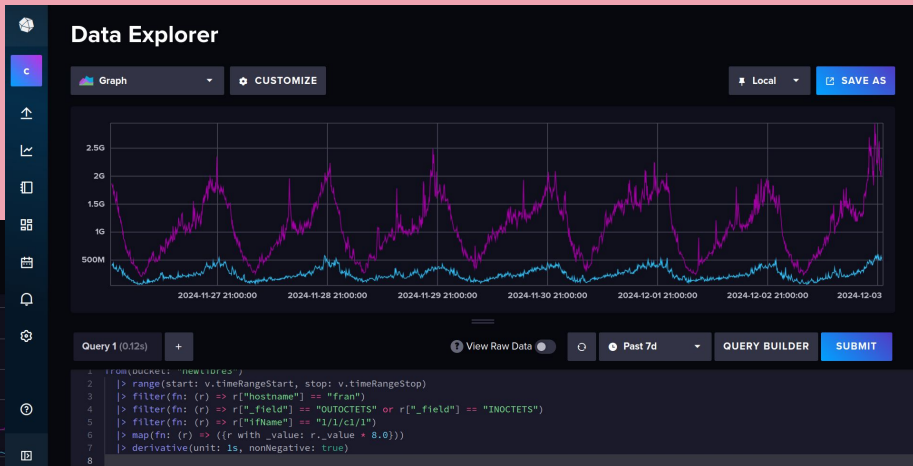 Data Explorer
c
Graph
CUSTOMIZE
Local
SAVE AS
2.5G
2G
1.5G
1G
500M
2024-11-27 21:00:00 2024-11-28 21:00:00 2024-11-29 21:00:00 2024-11-30 21:00:00 2024-12-01 21:00:00 2024-12-02 21:00:00 2024-12-03
Query 1 (0.12s) + ? View Raw Data Past 7d QUERY BUILDER SUBMIT
1 from(bucket: "newlibre3")
2 |> range(start: v.timeRangeStart, stop: v.timeRangeStop)
3 |> filter(fn: (r) => r["hostname"] == "fran")
4 |> filter(fn: (r) => r["_field"] == "OUTOCTETS" or r["_field"] == "INOCTETS")
5 |> filter(fn: (r) => r["ifName"] == "1/1/c1/1")
6 |> map(fn: (r) => ({r with _value: r._value * 8.0}))
7 |> derivative(unit: 1s, nonNegative: true)
8